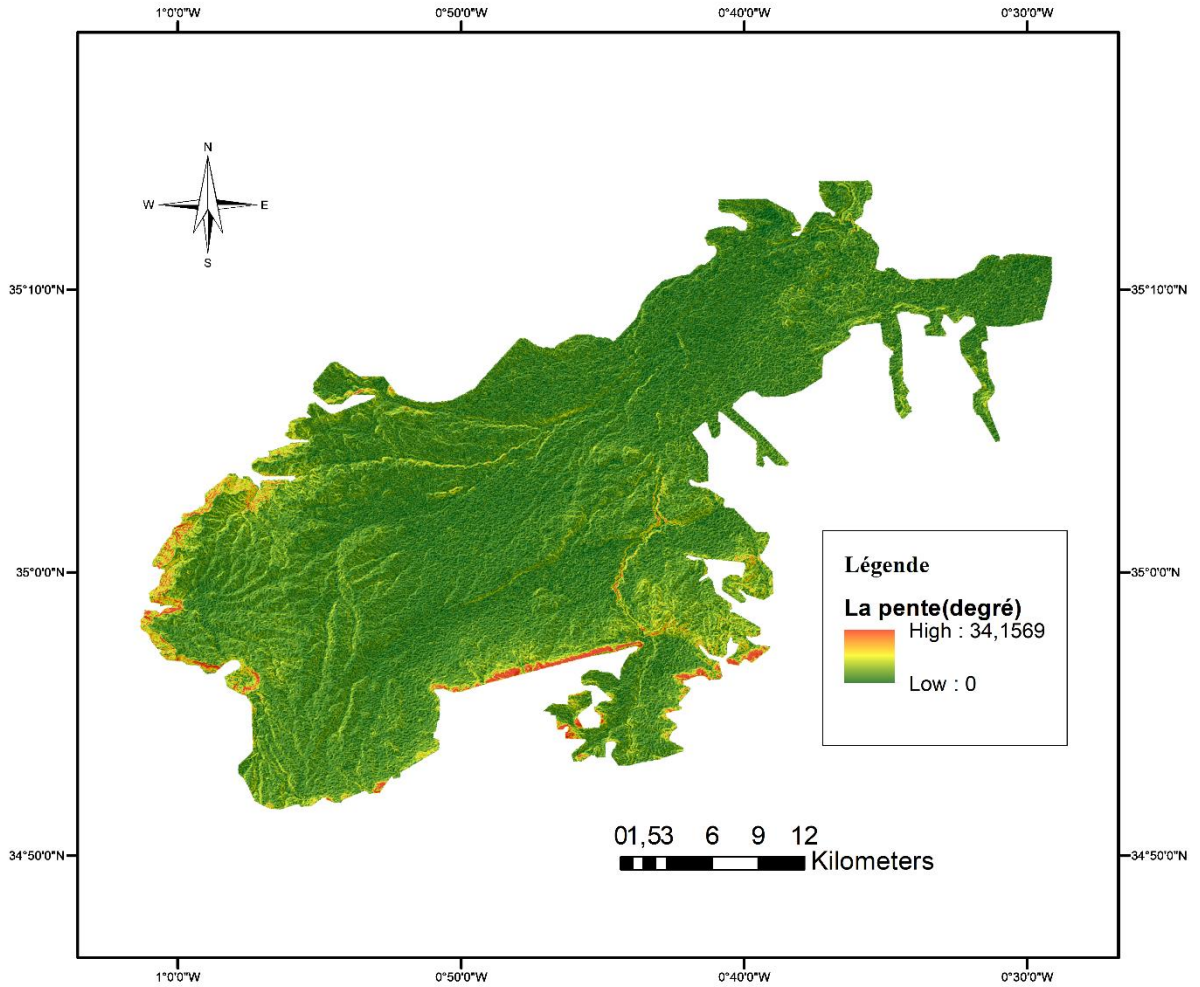 1°0'0"W 0°50'0"W 0°40'0"W 0°30'0"W
N
W E
S
35°10'0"N 35°10'0"N
35°0'0"N 35°0'0"N
Légende
La pente(degré)
High : 34,1569
Low : 0
01,53 6 9 12
Kilometers
34°50'0"N 34°50'0"N
1°0'0"W 0°50'0"W 0°40'0"W 0°30'0"W